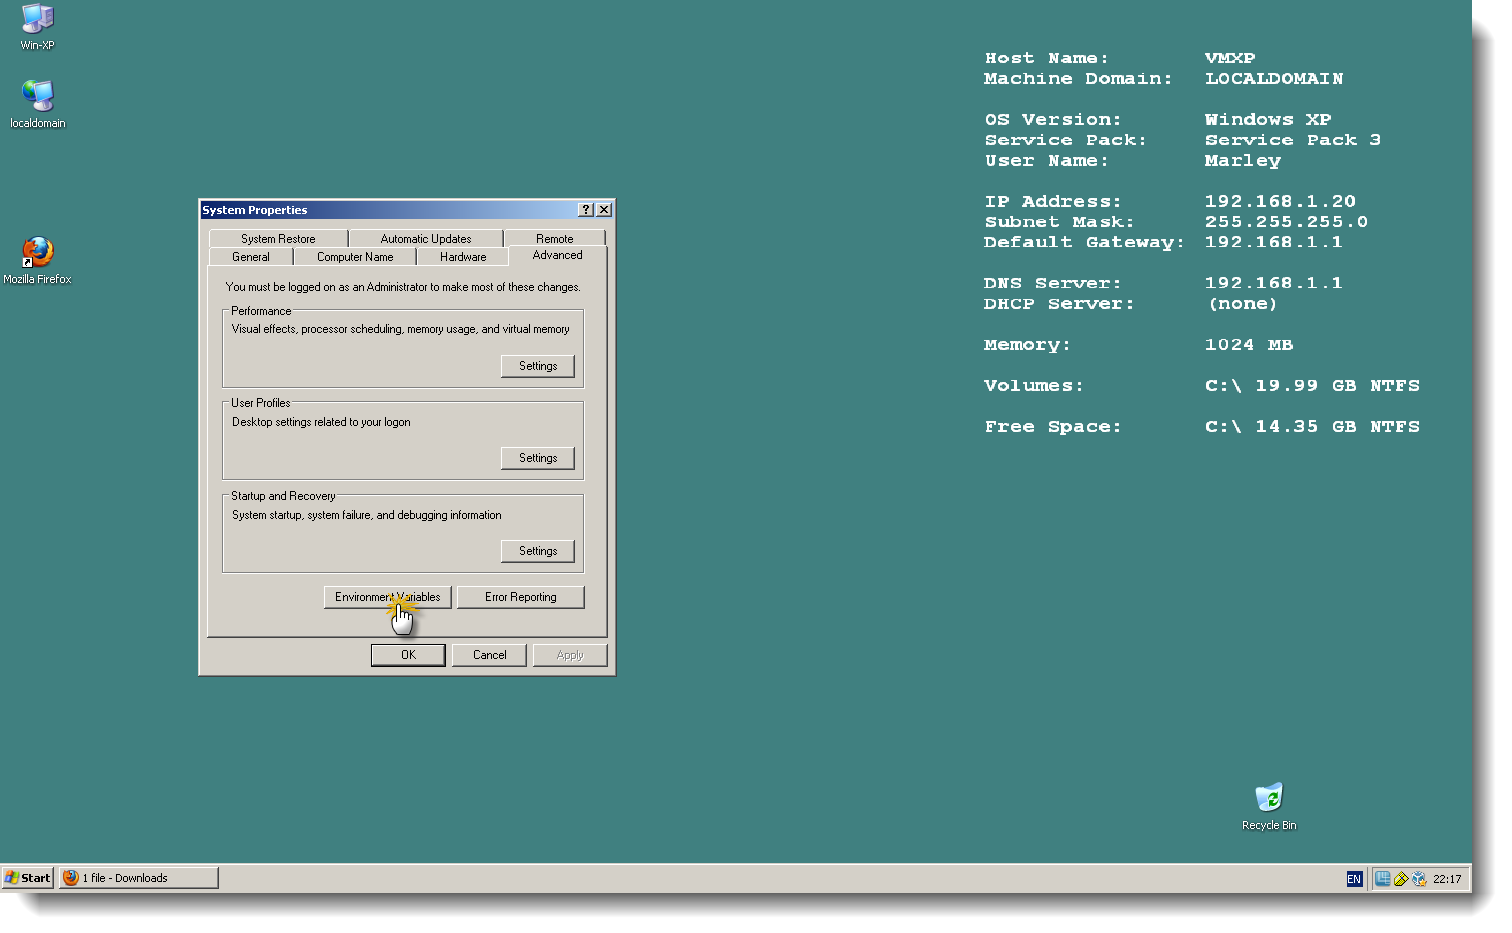 Win-XP
localdomain
Mozilla Firefox
Host Name: VMXP
Machine Domain: LOCALDOMAIN
OS Version: Windows XP
Service Pack: Service Pack 3
User Name: Marley
IP Address: 192.168.1.20
Subnet Mask: 255.255.255.0
Default Gateway: 192.168.1.1
DNS Server: 192.168.1.1
DHCP Server: (none)
Memory: 1024 MB
Volumes: C:\ 19.99 GB NTFS
Free Space: C:\ 14.35 GB NTFS
System Properties
System Restore Automatic Updates Remote
General Computer Name Hardware Advanced
You must be logged on as an Administrator to make most of these changes.
Performance
Visual effects, processor scheduling, memory usage, and virtual memory
Settings
User Profiles
Desktop settings related to your logon
Settings
Startup and Recovery
System startup, system failure, and debugging information
Settings
Environment Variables Error Reporting
OK Cancel Apply
Recycle Bin
Start 1 file - Downloads EN 22:17